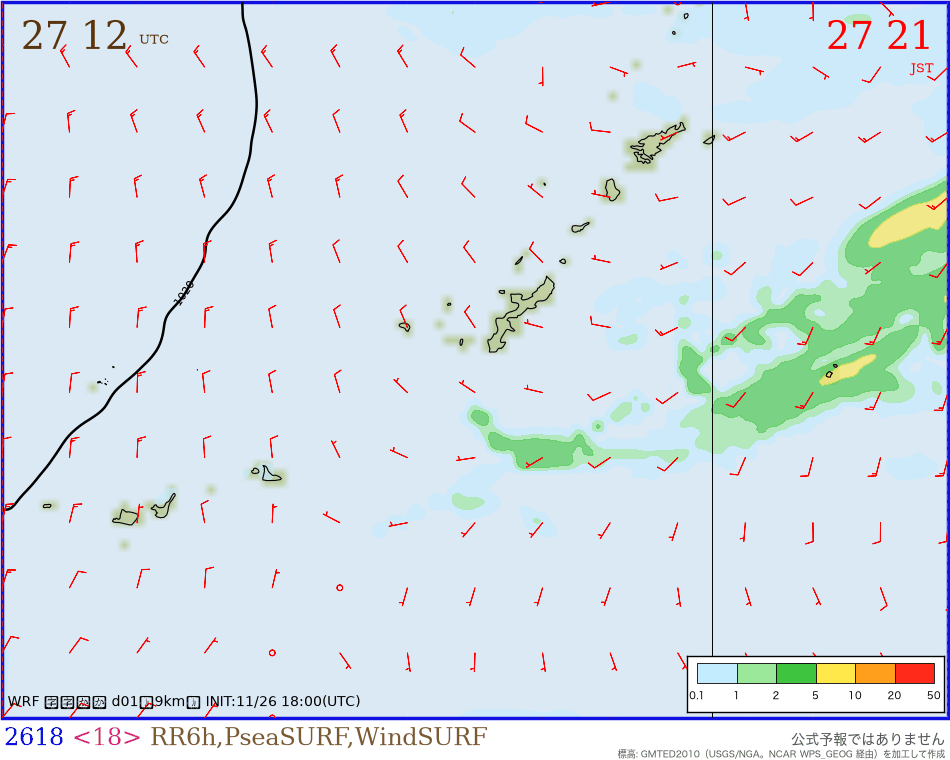 27 12 UTC
27 21
JST
1020
WRF d01 9km INIT:11/26 18:00(UTC)
0.1 1 2 5 10 20 50
2618 <18> RR6h,PseaSURF,WindSURF
公式予報ではありません
標高: GMTED2010（USGS/NGA。NCAR WPS_GEOG 経由）を加工して作成